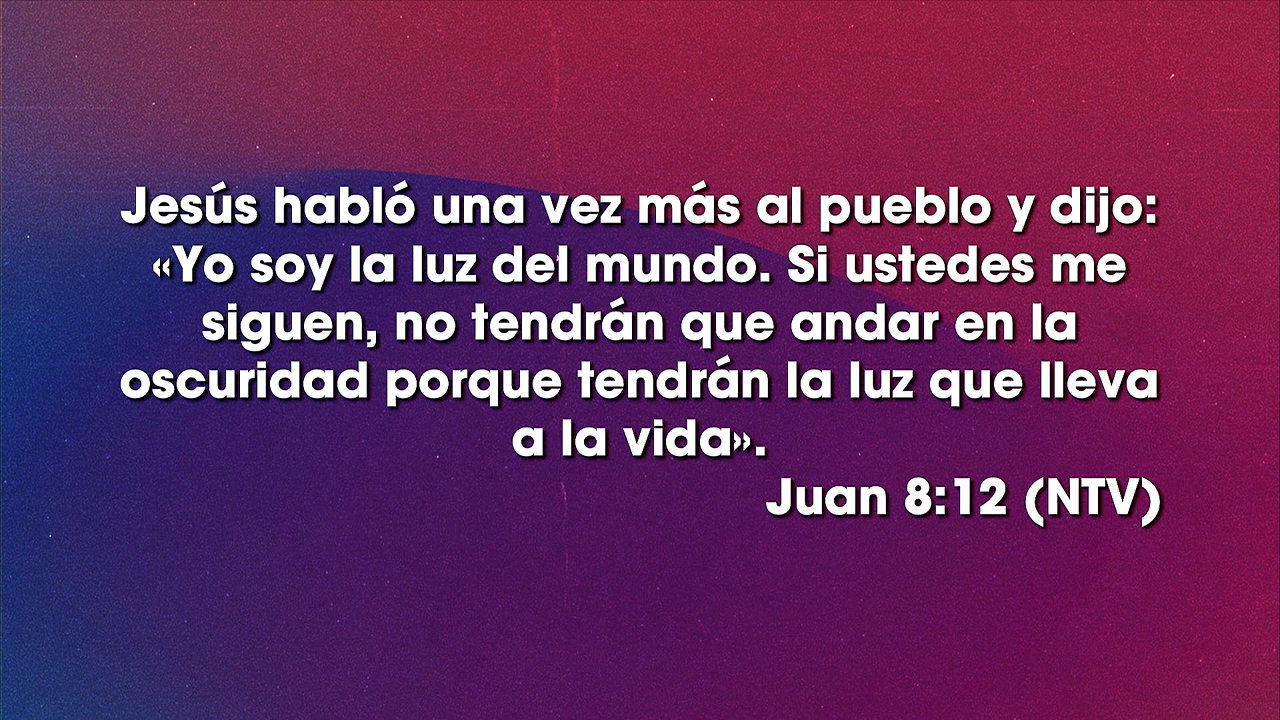 Jesús habló una vez más al pueblo y dijo:
«Yo soy la luz del mundo. Si ustedes me
siguen, no tendrán que andar en la
oscuridad porque tendrán la luz que lleva
a la vida».
Juan 8:12 (NTV)